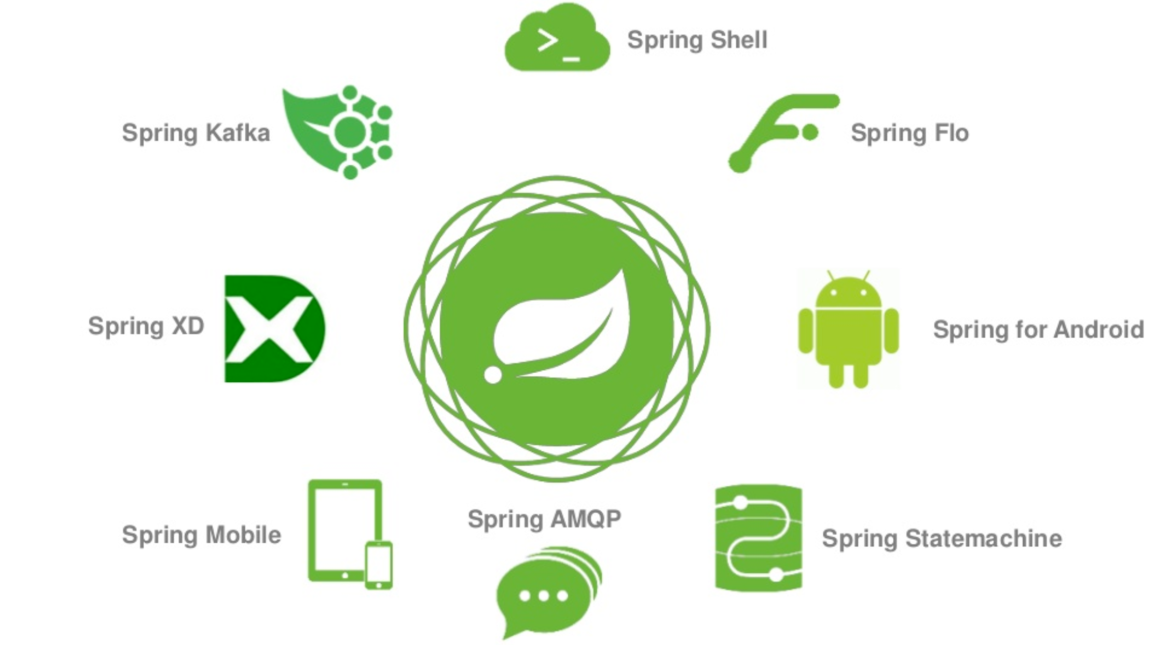 Spring Shell
Spring Kafka
Spring Flo
Spring XD
Spring for Android
Spring Mobile
Spring AMQP
Spring Statemachine